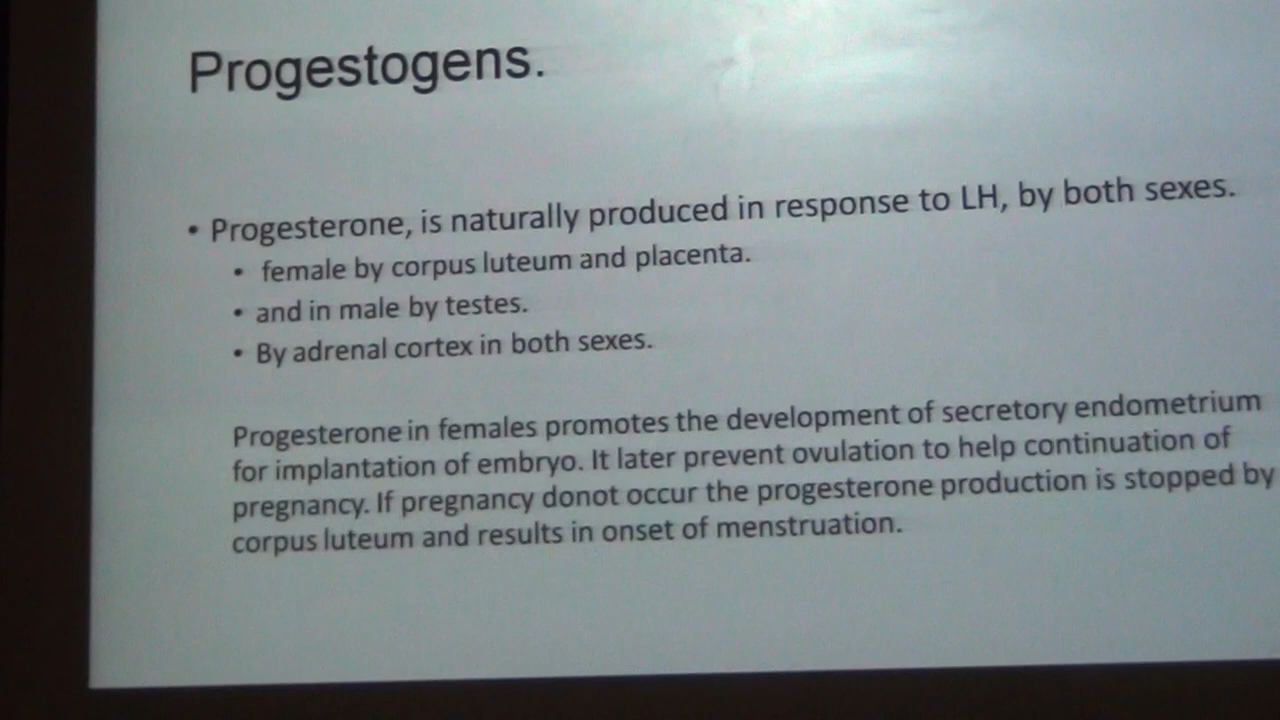 Progestogens.
• Progesterone, is naturally produced in response to LH, by both sexes.
• female by corpus luteum and placenta.
• and in male by testes.
• By adrenal cortex in both sexes.
Progesterone in females promotes the development of secretory endometrium
for implantation of embryo. It later prevent ovulation to help continuation of
pregnancy. If pregnancy donot occur the progesterone production is stopped by
corpus luteum and results in onset of menstruation.